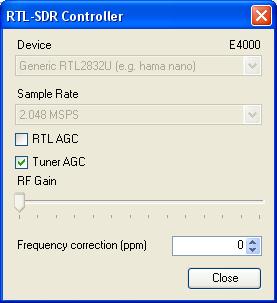 RTL-SDR Controller
Device E4000
Generic RTL2832U (e.g. hama nano)
Sample Rate
2.048 MSPS
RTL AGC
Tuner AGC
RF Gain
Frequency correction (ppm) 0
Close